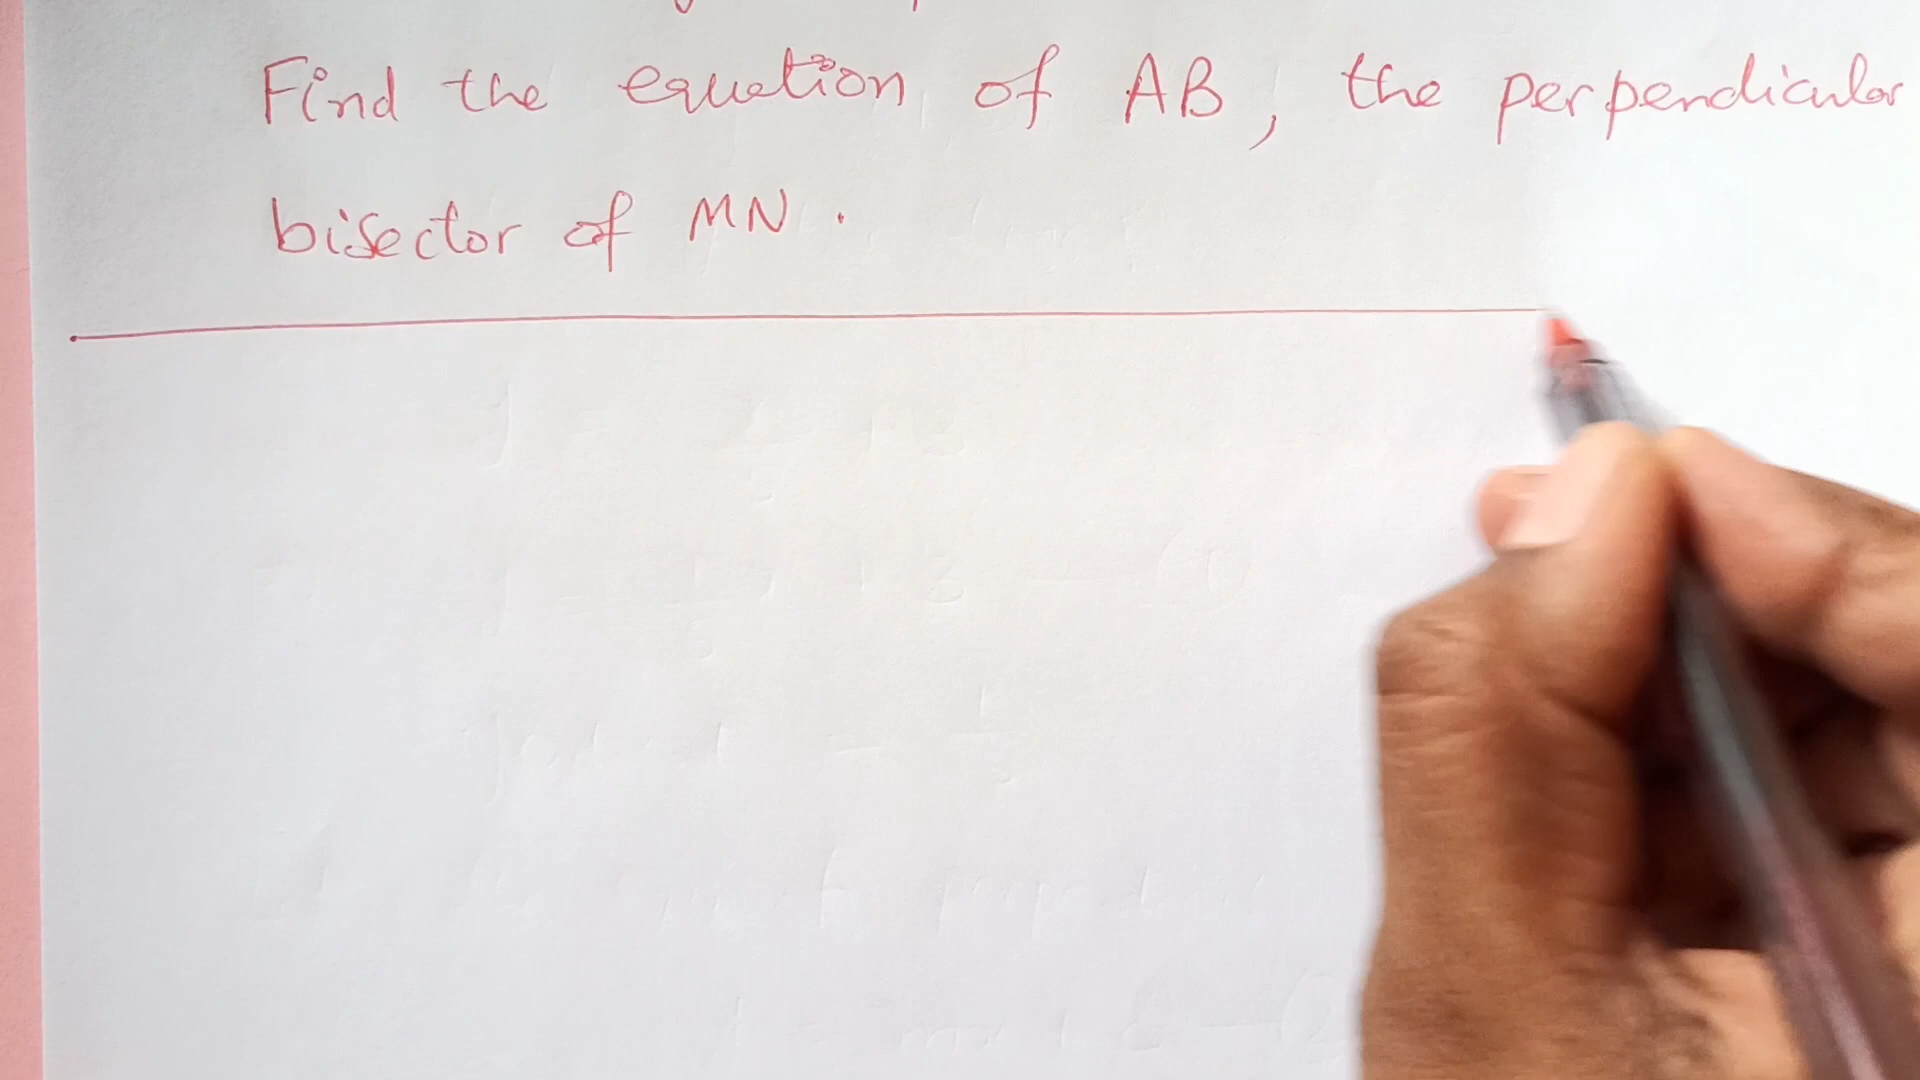 Find the equation of AB, the perpendicular
bisector of MN.